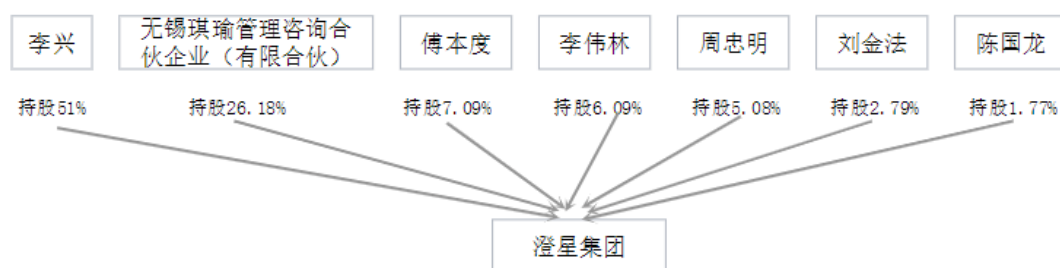 李兴
无锡琪瑜管理咨询合
伙企业（有限合伙）
傅本度
李伟林
周忠明
刘金法
陈国龙
持股51%
持股26.18%
持股7.09%
持股6.09%
持股5.08%
持股2.79%
持股1.77%
澄星集团